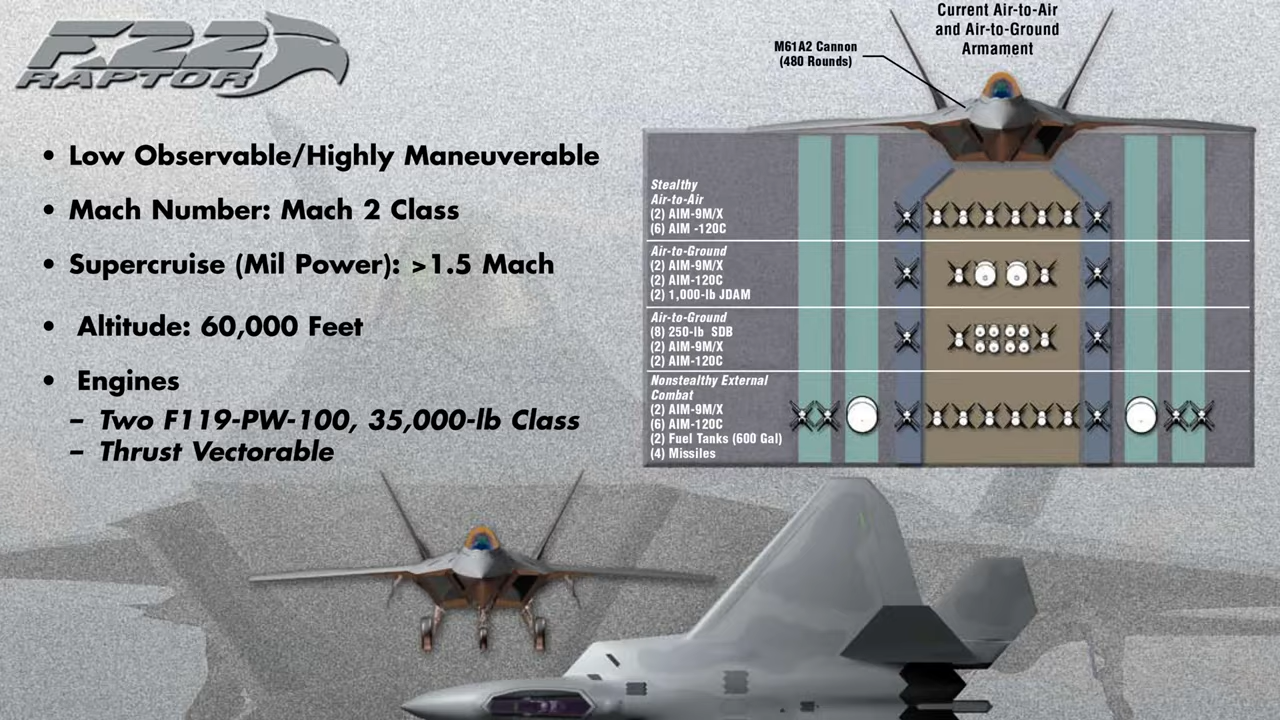 F-22
RAPTOR
• Low Observable/Highly Maneuverable
• Mach Number: Mach 2 Class
• Supercruise (Mil Power): >1.5 Mach
• Altitude: 60,000 Feet
• Engines
– Two F119-PW-100, 35,000-lb Class
– Thrust Vectorable
Current Air-to-Air
and Air-to-Ground
Armament
M61A2 Cannon
(480 Rounds)
Stealthy
Air-to-Air
(2) AIM-9M/X
(6) AIM -120C
Air-to-Ground
(2) AIM-9M/X
(2) AIM-120C
(2) 1,000-lb JDAM
Air-to-Ground
(8) 250-lb SDB
(2) AIM-9M/X
(2) AIM-120C
Nonstealthy External
Combat
(2) AIM-9M/X
(6) AIM-120C
(2) Fuel Tanks (600 Gal)
(4) Missiles